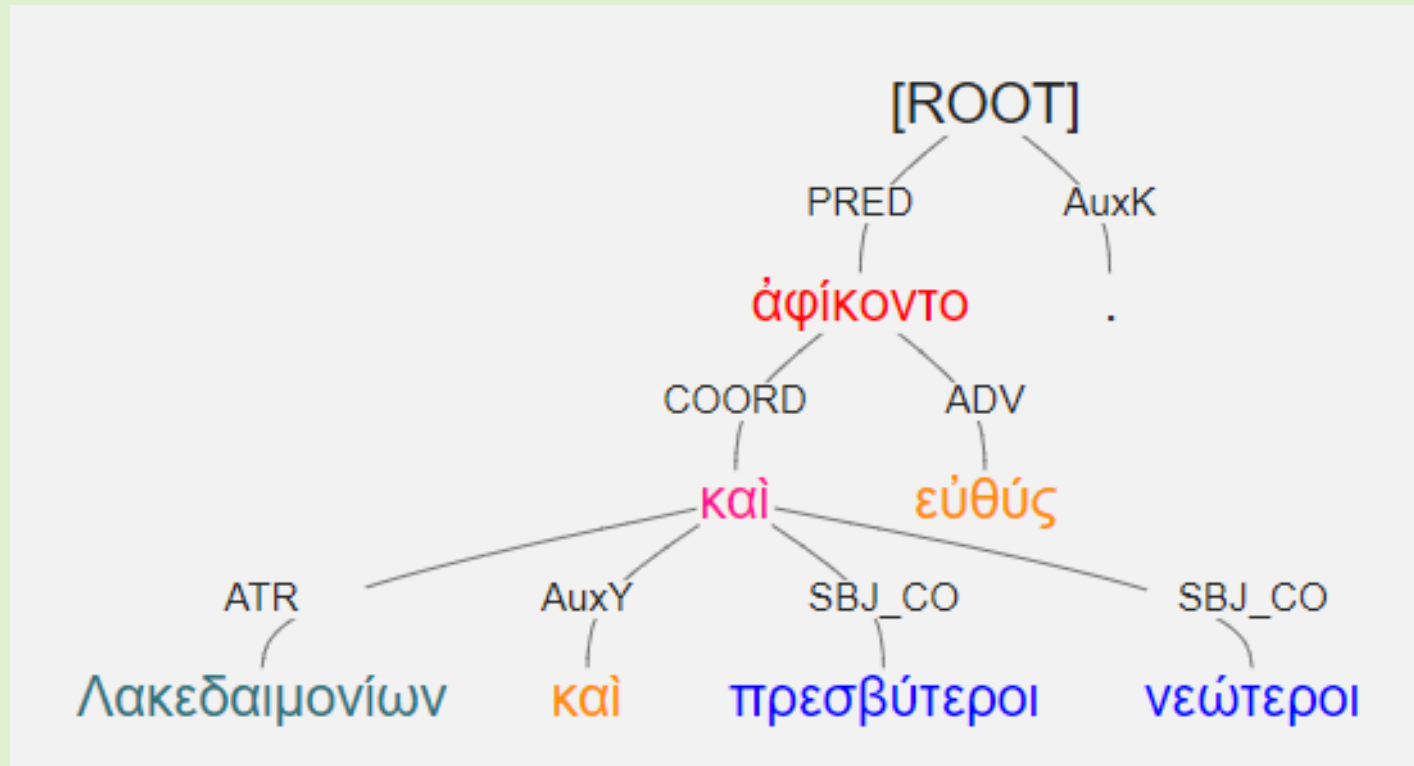 [ROOT]
PRED AuxK
ἀφίκοντο .
COORD ADV
καὶ εὐθύς
ATR AuxY SBJ_CO SBJ_CO
Λακεδαιμονίων καὶ πρεσβύτεροι νεώτεροι